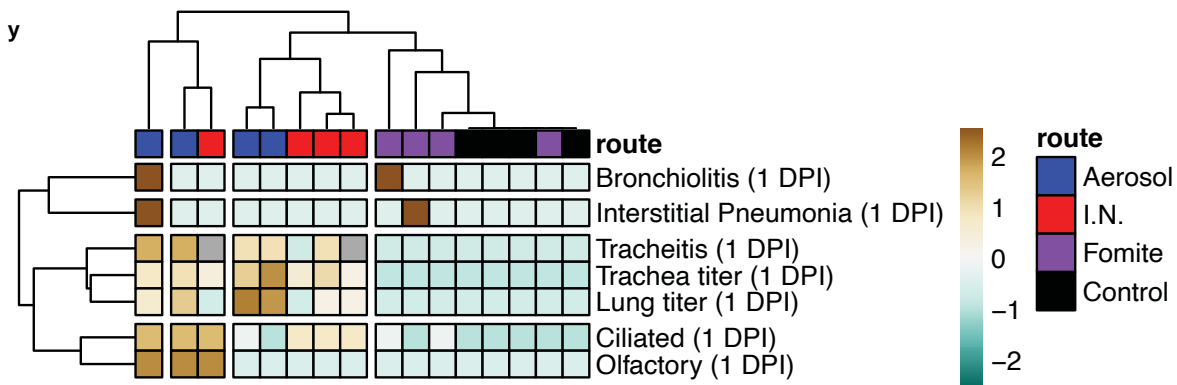 y
route
Bronchiolitis (1 DPI)
Interstitial Pneumonia (1 DPI)
Tracheitis (1 DPI)
Trachea titer (1 DPI)
Lung titer (1 DPI)
Ciliated (1 DPI)
Olfactory (1 DPI)
2
1
0
−1
−2
route
Aerosol
I.N.
Fomite
Control